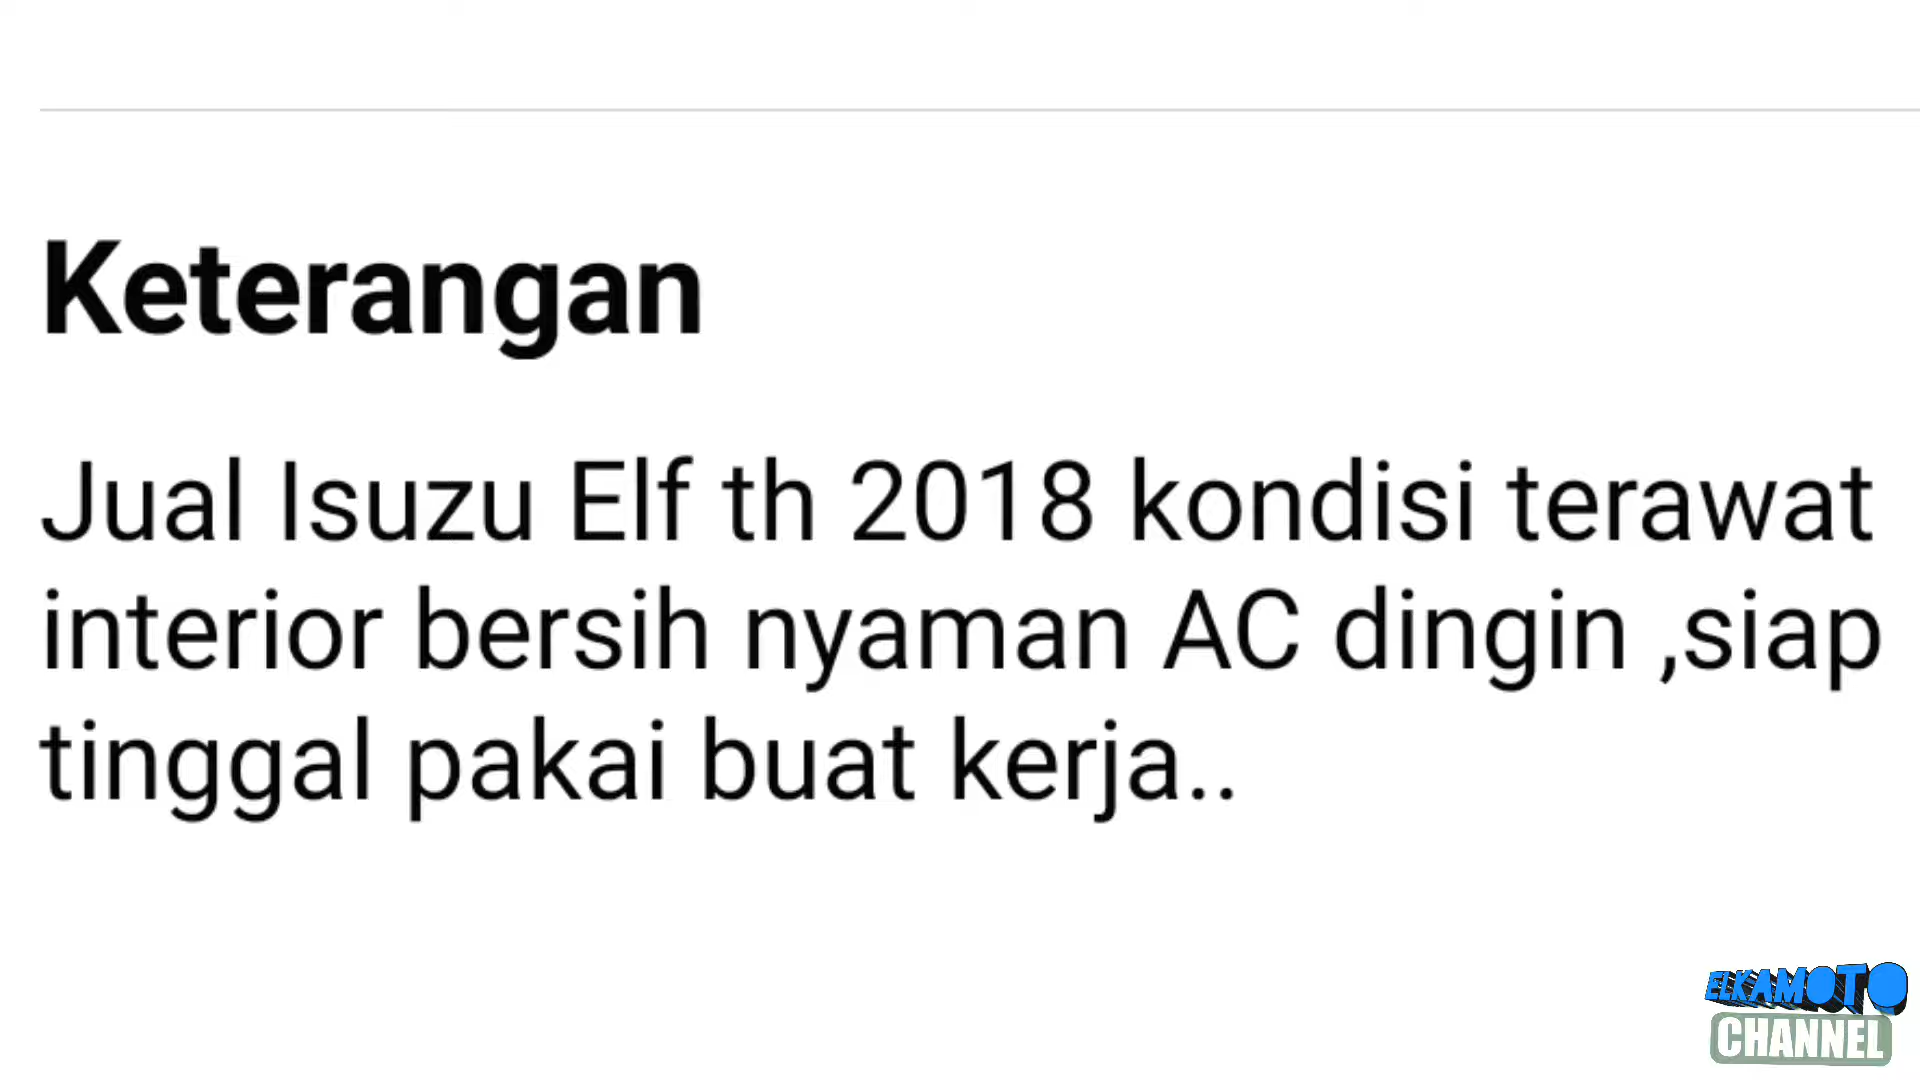 Keterangan
Jual Isuzu Elf th 2018 kondisi terawat
interior bersih nyaman AC dingin ,siap
tinggal pakai buat kerja..
ELKAMOTO
CHANNEL